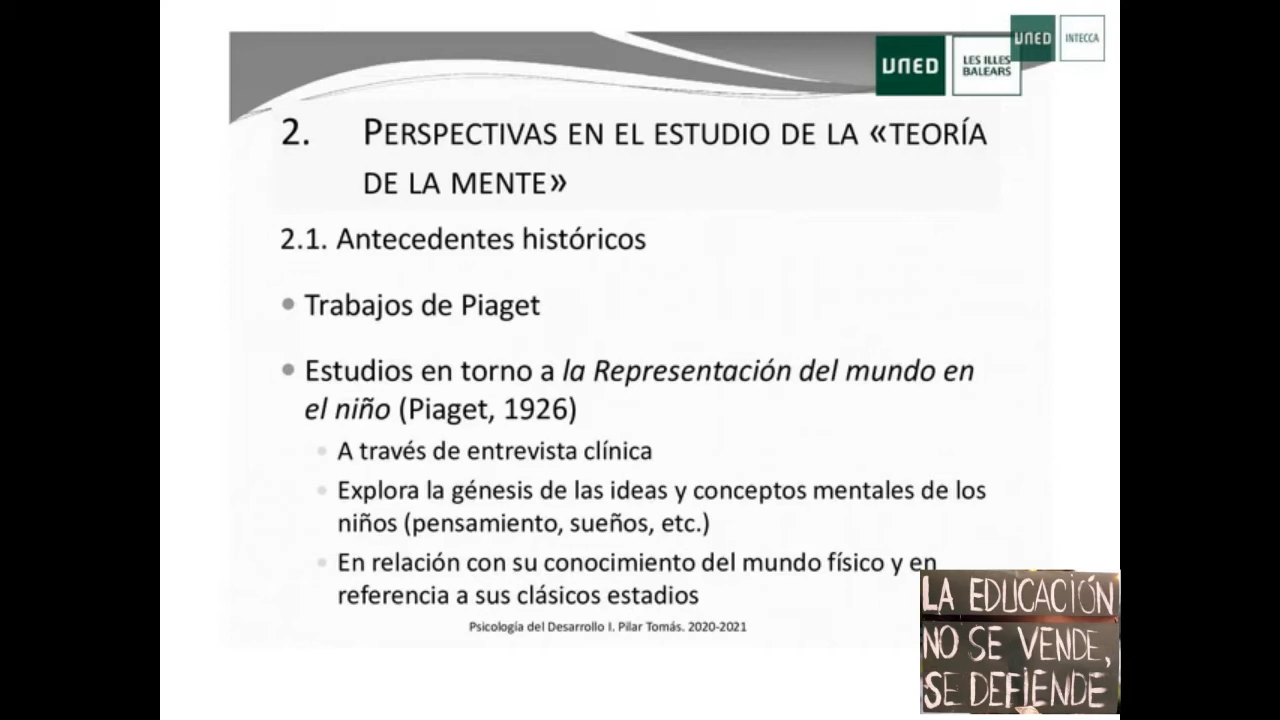 UNED
INTECCA
UNED
LES ILLES
BALEARS
2. PERSPECTIVAS EN EL ESTUDIO DE LA «TEORÍA
DE LA MENTE»
2.1. Antecedentes históricos
• Trabajos de Piaget
• Estudios en torno a la Representación del mundo en
el niño (Piaget, 1926)
• A través de entrevista clínica
• Explora la génesis de las ideas y conceptos mentales de los
niños (pensamiento, sueños, etc.)
• En relación con su conocimiento del mundo físico y en
referencia a sus clásicos estadios
Psicología del Desarrollo I. Pilar Tomás. 2020-2021
LA EDUCACIÓN
NO SE VENDE,
SE DEFIENDE